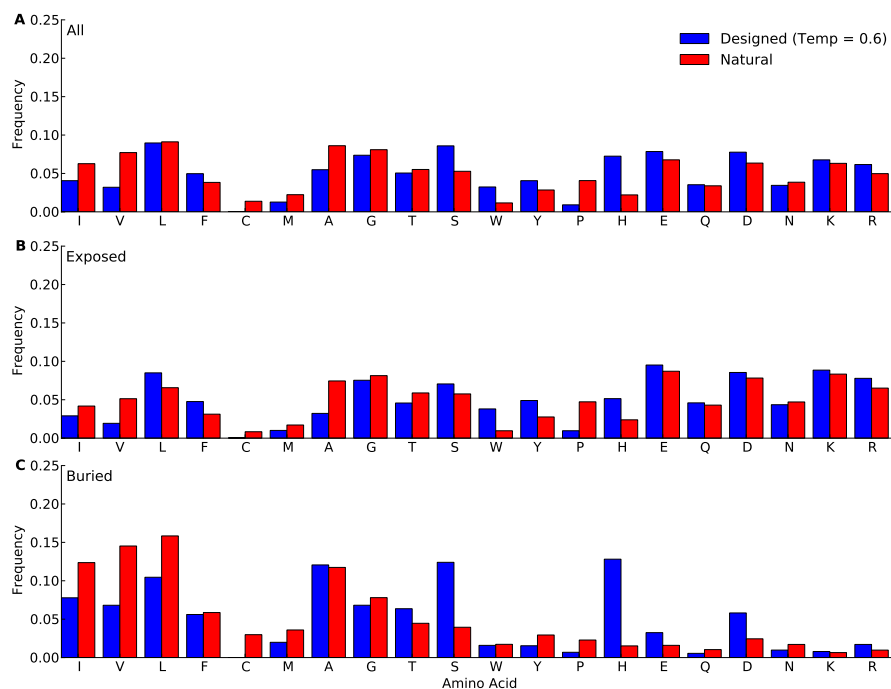 A
All
0.25
0.20
0.15
0.10
0.05
0.00
Frequency
Designed (Temp = 0.6)
Natural
I V L F C M A G T S W Y P H E Q D N K R
B
Exposed
0.25
0.20
0.15
0.10
0.05
0.00
Frequency
I V L F C M A G T S W Y P H E Q D N K R
C
Buried
0.25
0.20
0.15
0.10
0.05
0.00
Frequency
I V L F C M A G T S W Y P H E Q D N K R
Amino Acid